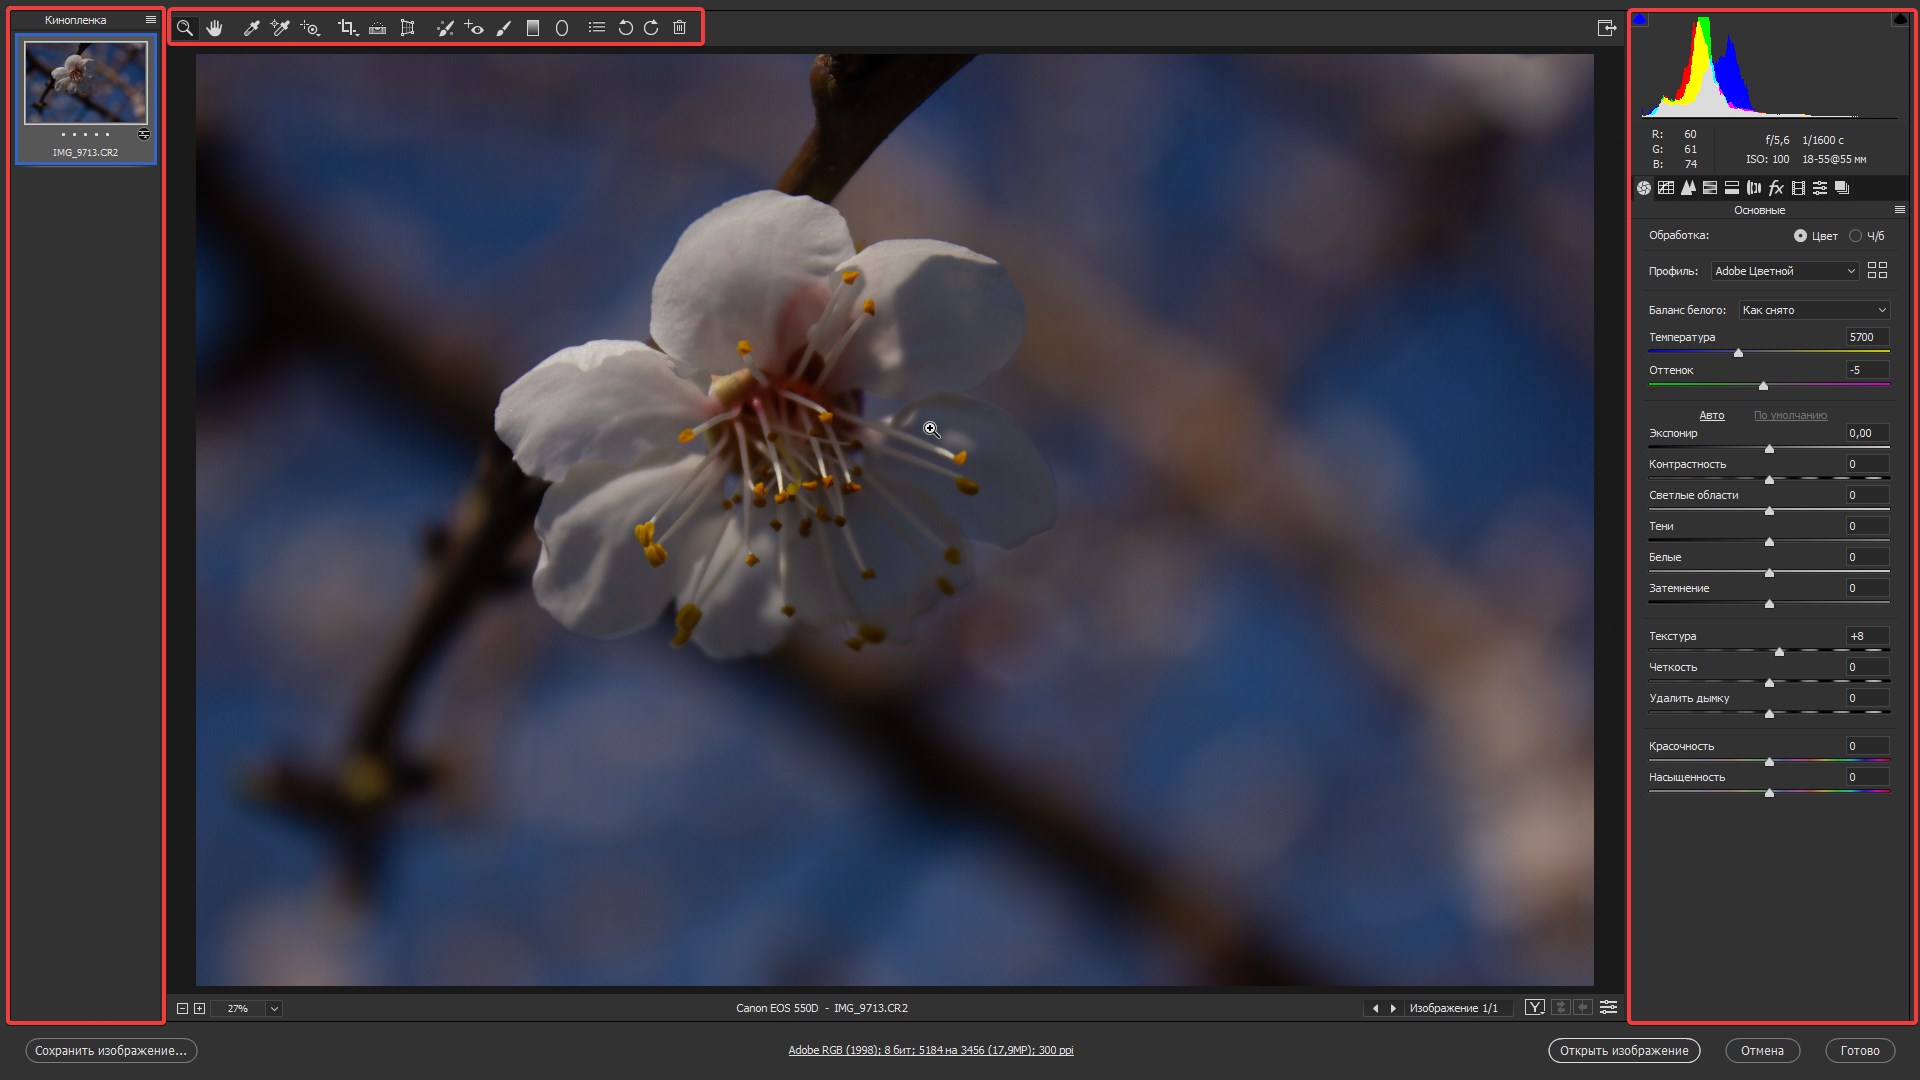 Кинопленка
IMG_9713.CR2
R: 60
G: 61
B: 74
f/5,6 1/1600 с
ISO: 100 18-55@55 мм
fx
Основные
Обработка: Цвет Ч/б
Профиль: Adobe Цветной
Баланс белого: Как снято
Температура 5700
Оттенок -5
Авто По умолчанию
Экспонир 0,00
Контрастность 0
Светлые области 0
Тени 0
Белые 0
Затемнение 0
Текстура +8
Четкость 0
Удалить дымку 0
Красочность 0
Насыщенность 0
27%
Canon EOS 550D - IMG_9713.CR2
Изображение 1/1
Y
Сохранить изображение...
Adobe RGB (1998); 8 бит; 5184 на 3456 (17,9MP); 300 ppi
Открыть изображение
Отмена
Готово